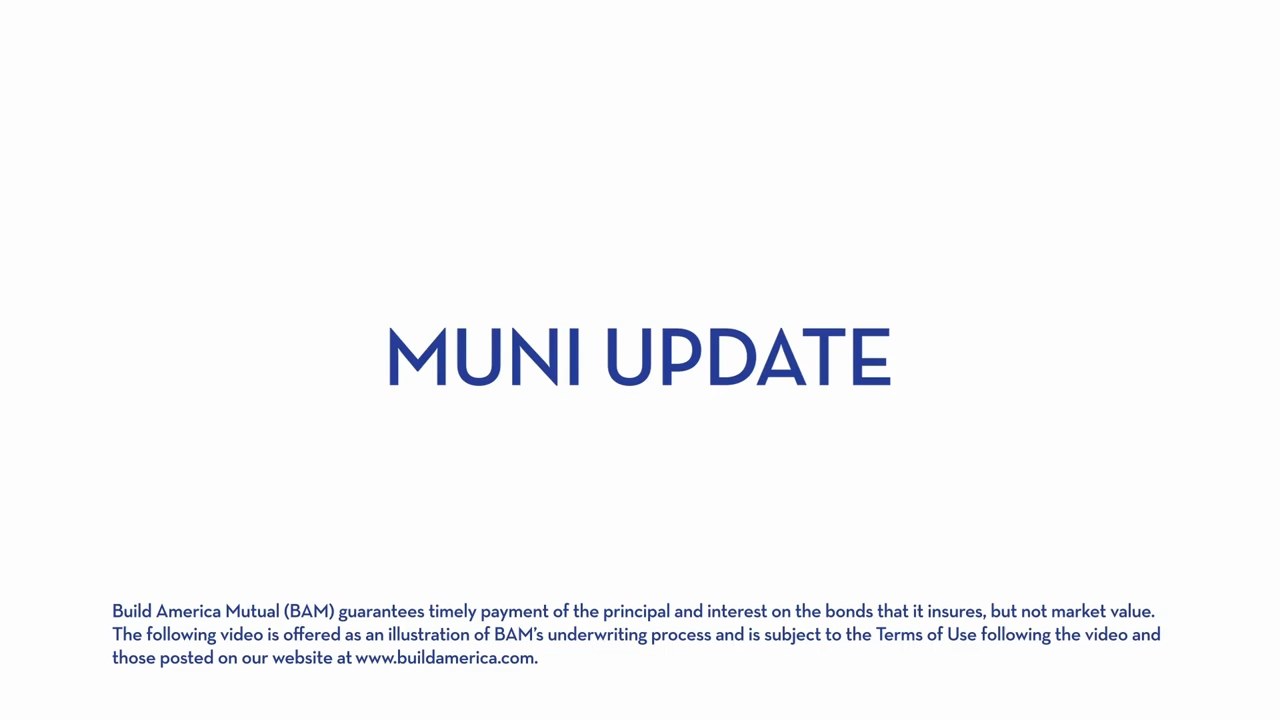 MUNI UPDATE
Build America Mutual (BAM) guarantees timely payment of the principal and interest on the bonds that it insures, but not market value.
The following video is offered as an illustration of BAM’s underwriting process and is subject to the Terms of Use following the video and
those posted on our website at www.buildamerica.com.